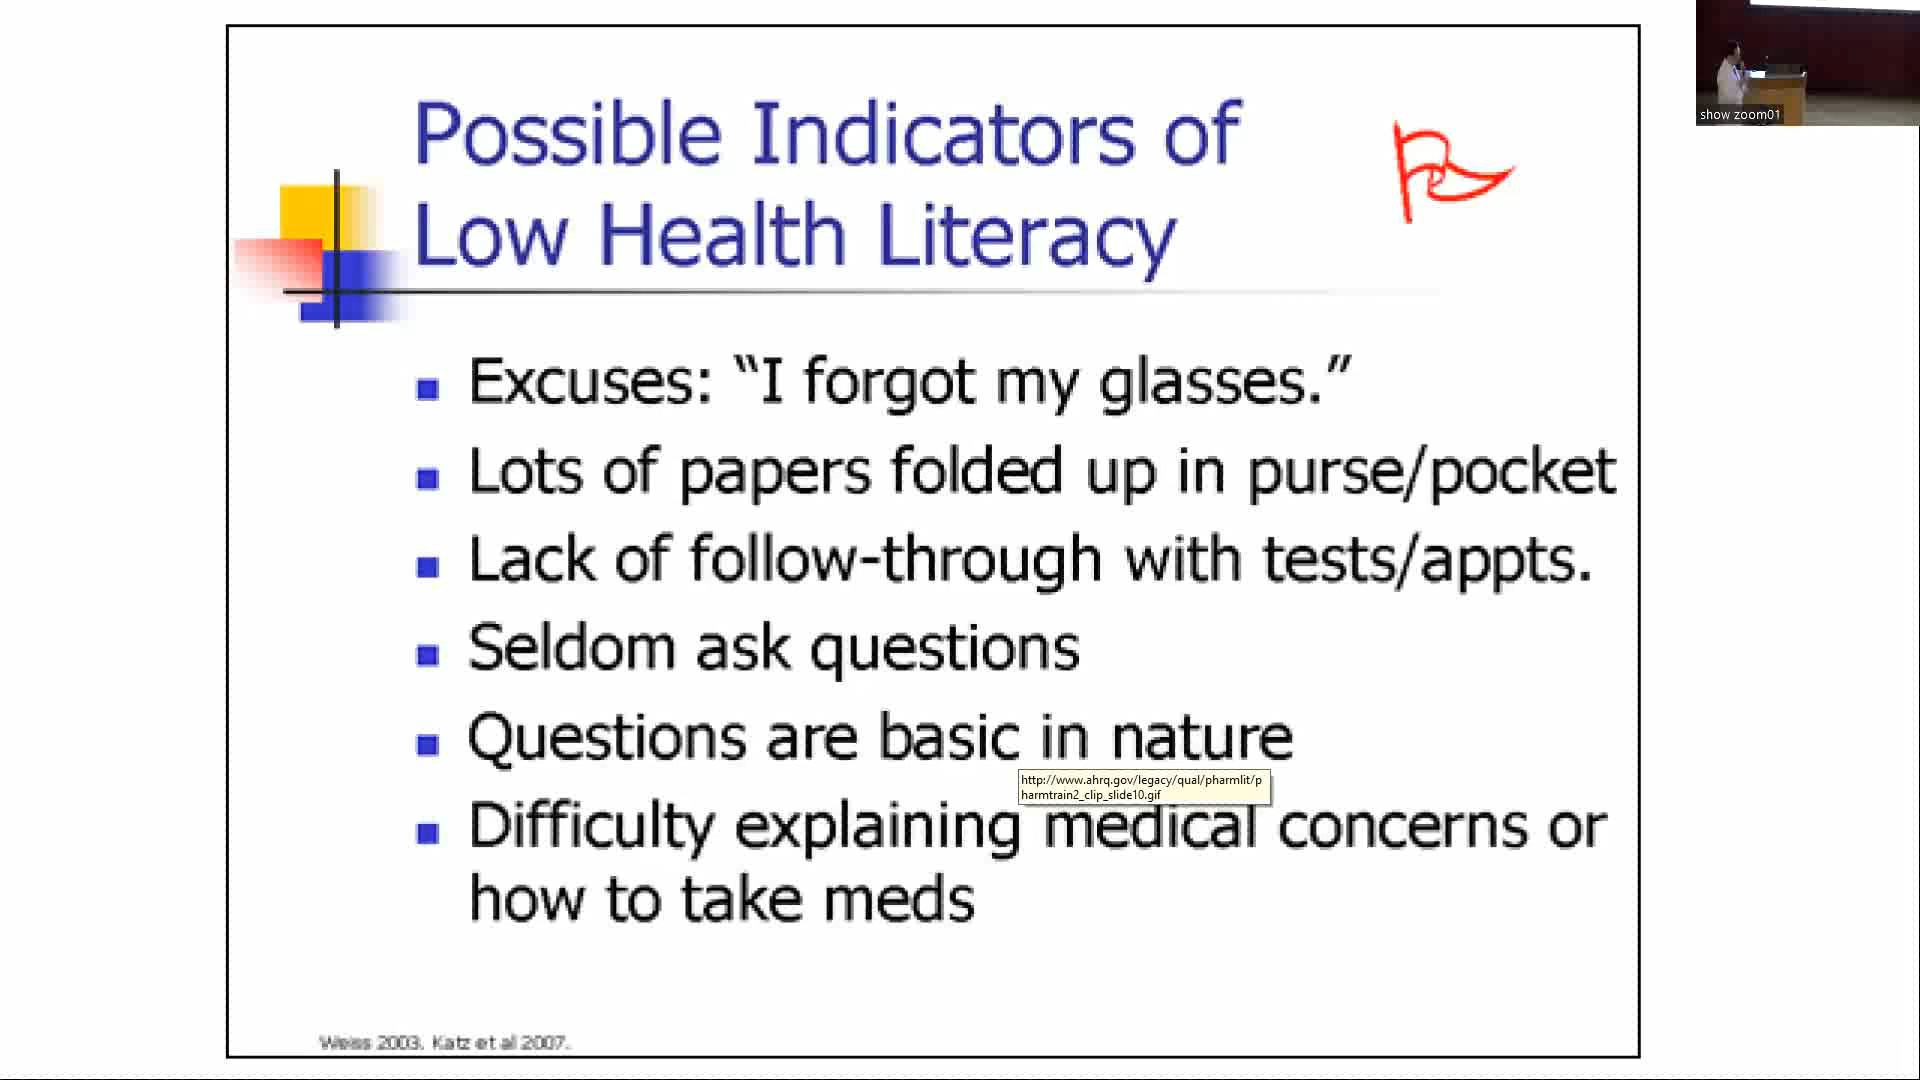 Possible Indicators of
Low Health Literacy
show zoom01
Excuses: “I forgot my glasses.”
Lots of papers folded up in purse/pocket
Lack of follow-through with tests/appts.
Seldom ask questions
Questions are basic in nature
http://www.ahrq.gov/legacy/qual/pharmlit/p
harmtrain2_clip_slide10.gif
Difficulty explaining medical concerns or
how to take meds
Weiss 2003. Katz et al 2007.